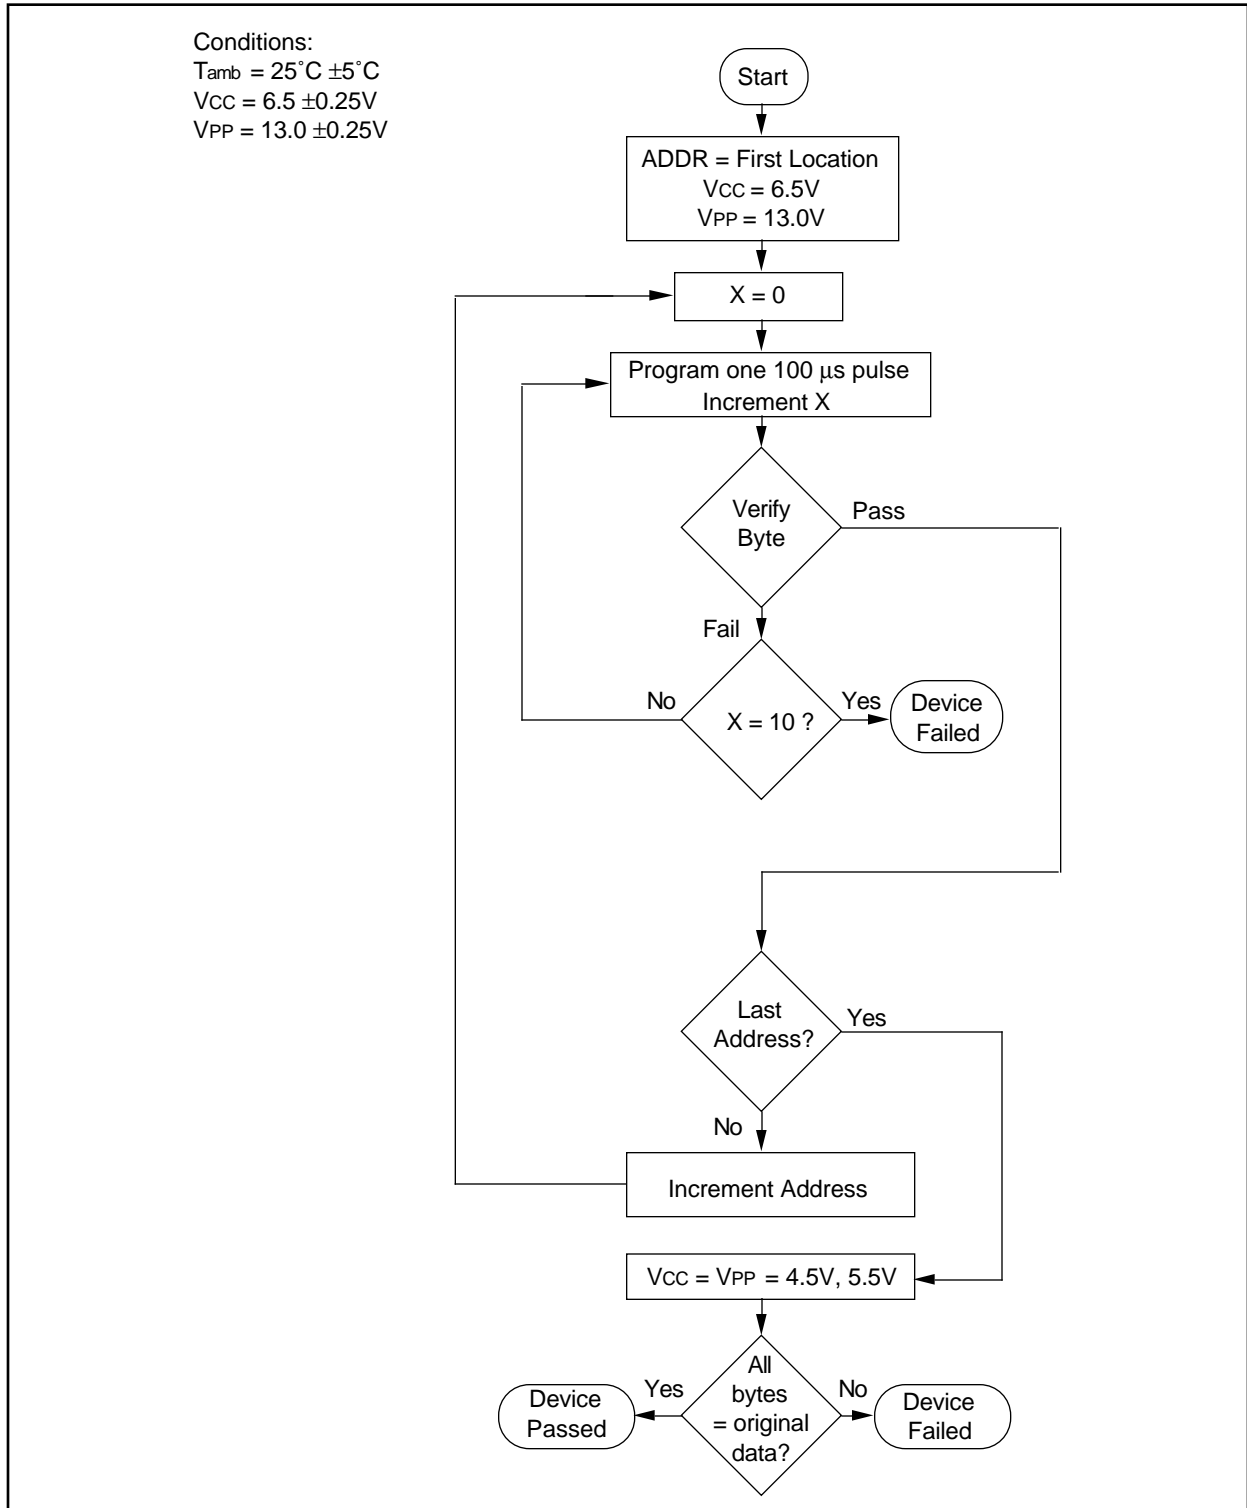 Conditions:
Tamb = 25˚C ±5˚C
VCC = 6.5 ±0.25V
VPP = 13.0 ±0.25V
Start
ADDR = First Location
VCC = 6.5V
VPP = 13.0V
X = 0
Program one 100 μs pulse
Increment X
Verify
Byte
Pass
Fail
X = 10 ?
No
Yes
Device
Failed
Last
Address?
Yes
No
Increment Address
VCC = VPP = 4.5V, 5.5V
All
bytes
= original
data?
Yes
No
Device
Passed
Device
Failed